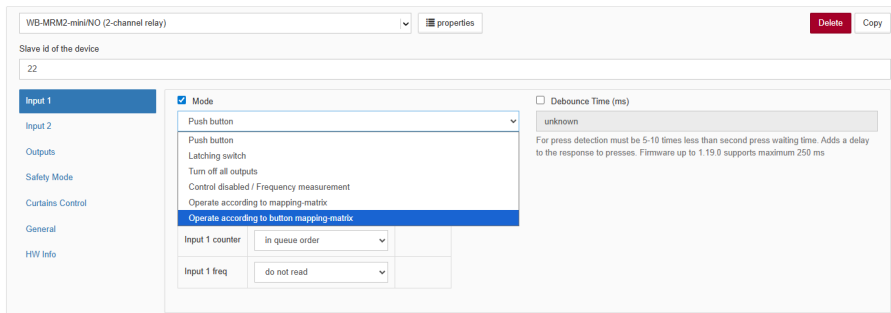 WB-MRM2-mini/NO (2-channel relay)
properties
Delete
Copy
Slave id of the device
22
Input 1
Input 2
Outputs
Safety Mode
Curtains Control
General
HW Info
Mode
Push button
Push button
Latching switch
Turn off all outputs
Control disabled / Frequency measurement
Operate according to mapping-matrix
Operate according to button mapping-matrix
Input 1 counter
in queue order
Input 1 freq
do not read
Debounce Time (ms)
unknown
For press detection must be 5-10 times less than second press waiting time. Adds a delay
to the response to presses. Firmware up to 1.19.0 supports maximum 250 ms